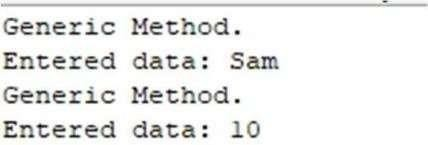 Generic Method.
Entered data: Sam
Generic Method.
Entered data: 10